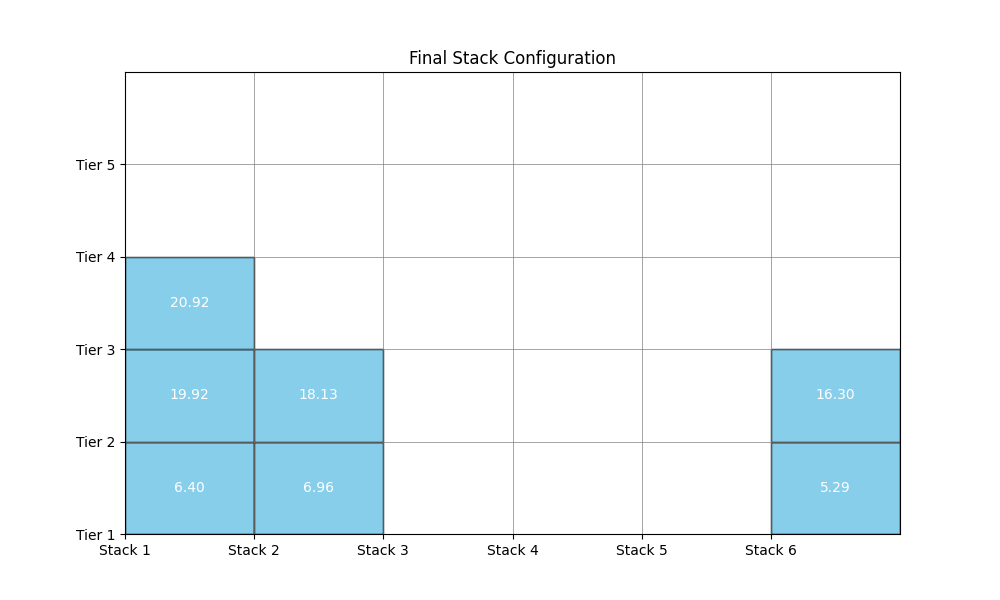 Final Stack Configuration
Tier 5
Tier 4
20.92
Tier 3
19.92 18.13 16.30
Tier 2
6.40 6.96 5.29
Tier 1
Stack 1 Stack 2 Stack 3 Stack 4 Stack 5 Stack 6